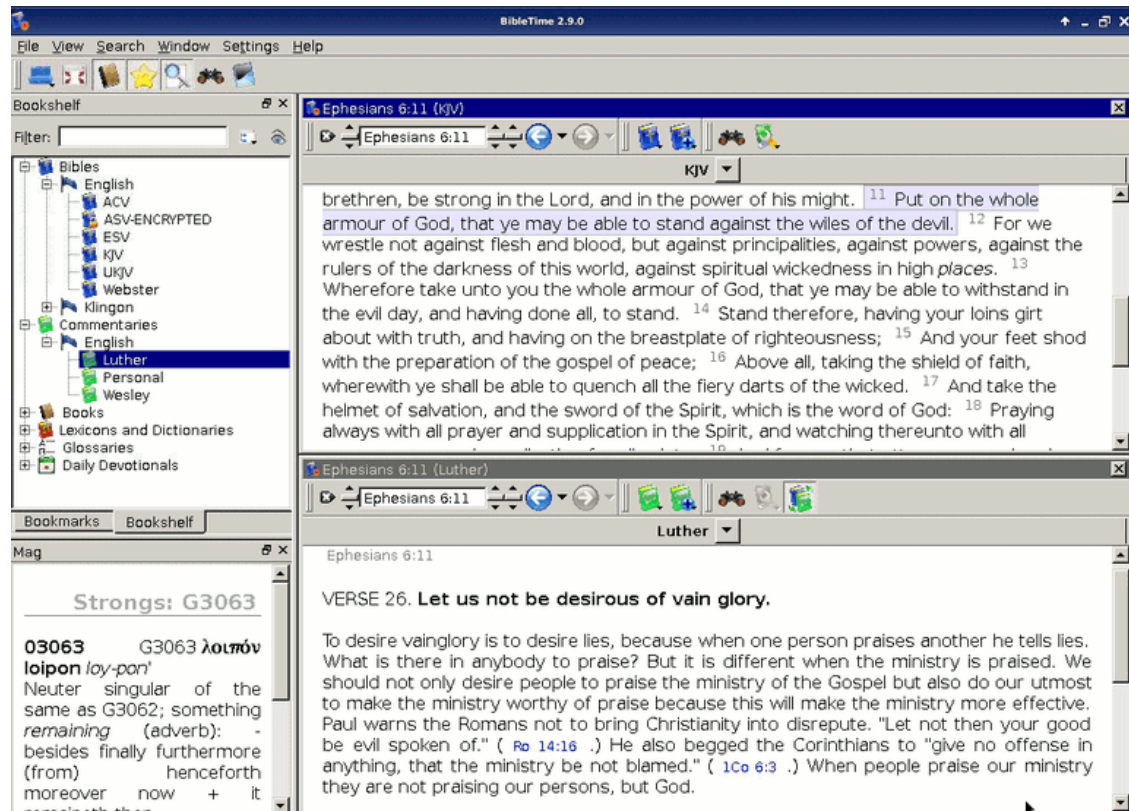 BibleTime 2.9.0
File View Search Window Settings Help
Bookshelf
Filter:
Bibles
English
ACV
ASV-ENCRYPTED
ESV
KJV
UKJV
Webster
Klingon
Commentaries
English
Luther
Personal
Wesley
Books
Lexicons and Dictionaries
Glossaries
Daily Devotionals
Bookmarks Bookshelf
Mag
Strongs: G3063
03063 G3063 λοιπόν
loipon loy-pon'
Neuter singular of the
same as G3062; something
remaining (adverb): -
besides finally furthermore
(from) henceforth
moreover now + it
Ephesians 6:11 (KJV)
Ephesians 6:11
KJV
brethren, be strong in the Lord, and in the power of his might. 11 Put on the whole
armour of God, that ye may be able to stand against the wiles of the devil. 12 For we
wrestle not against flesh and blood, but against principalities, against powers, against the
rulers of the darkness of this world, against spiritual wickedness in high places. 13
Wherefore take unto you the whole armour of God, that ye may be able to withstand in
the evil day, and having done all, to stand. 14 Stand therefore, having your loins girt
about with truth, and having on the breastplate of righteousness; 15 And your feet shod
with the preparation of the gospel of peace; 16 Above all, taking the shield of faith,
wherewith ye shall be able to quench all the fiery darts of the wicked. 17 And take the
helmet of salvation, and the sword of the Spirit, which is the word of God: 18 Praying
always with all prayer and supplication in the Spirit, and watching thereunto with all
Ephesians 6:11 (Luther)
Ephesians 6:11
Luther
Ephesians 6:11
VERSE 26. Let us not be desirous of vain glory.
To desire vainglory is to desire lies, because when one person praises another he tells lies.
What is there in anybody to praise? But it is different when the ministry is praised. We
should not only desire people to praise the ministry of the Gospel but also do our utmost
to make the ministry worthy of praise because this will make the ministry more effective.
Paul warns the Romans not to bring Christianity into disrepute. "Let not then your good
be evil spoken of." ( Ro 14:16 .) He also begged the Corinthians to "give no offense in
anything, that the ministry be not blamed." ( 1Co 6:3 .) When people praise our ministry
they are not praising our persons, but God.